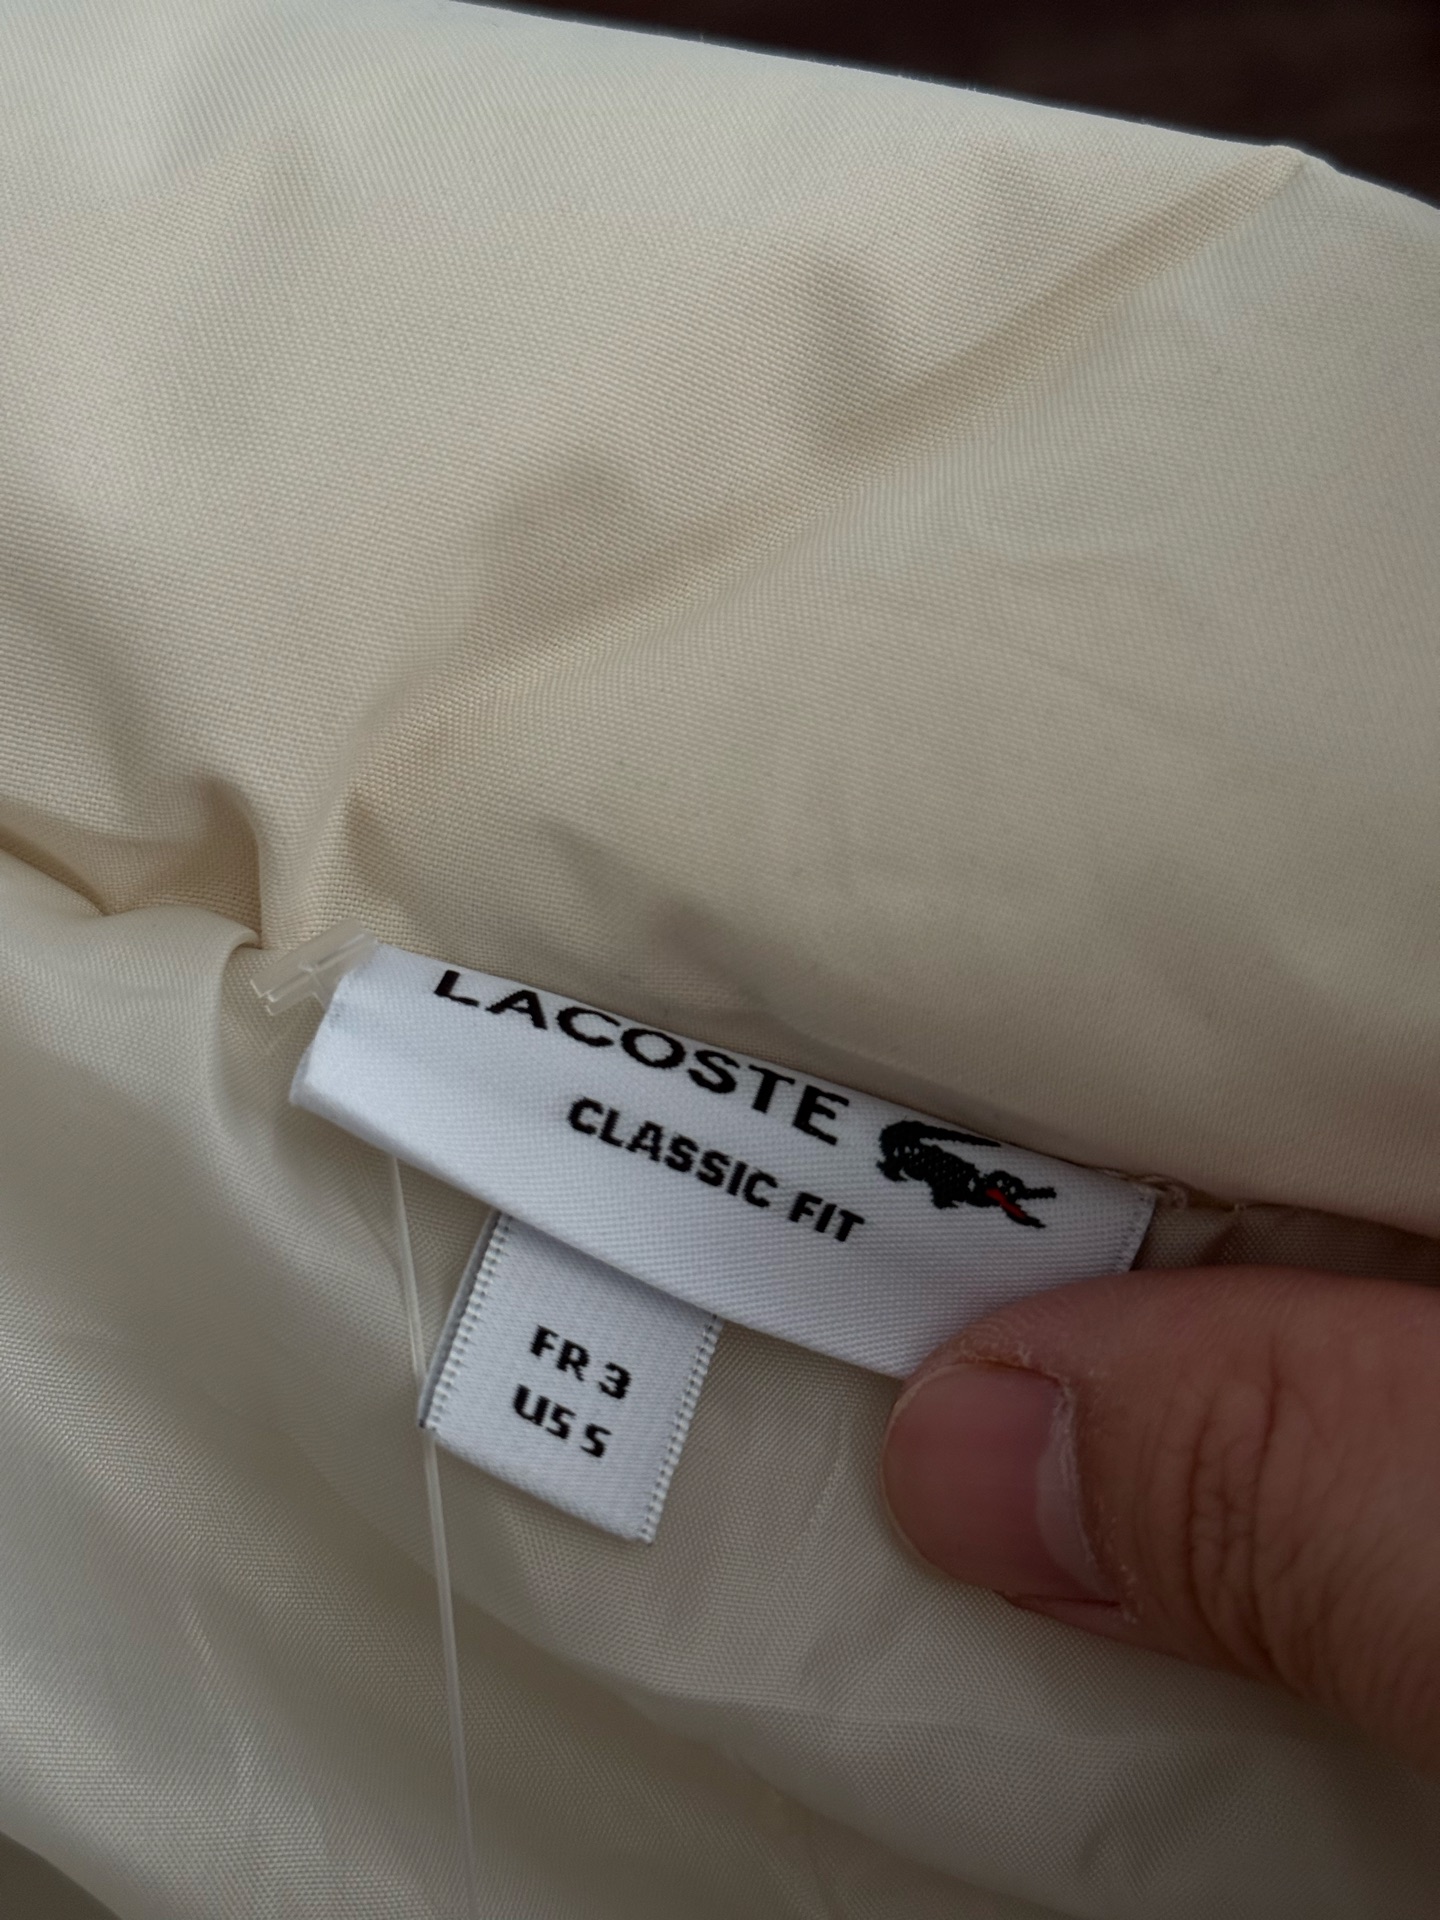 LACOSTE
CLASSIC FIT
FR 3
US S